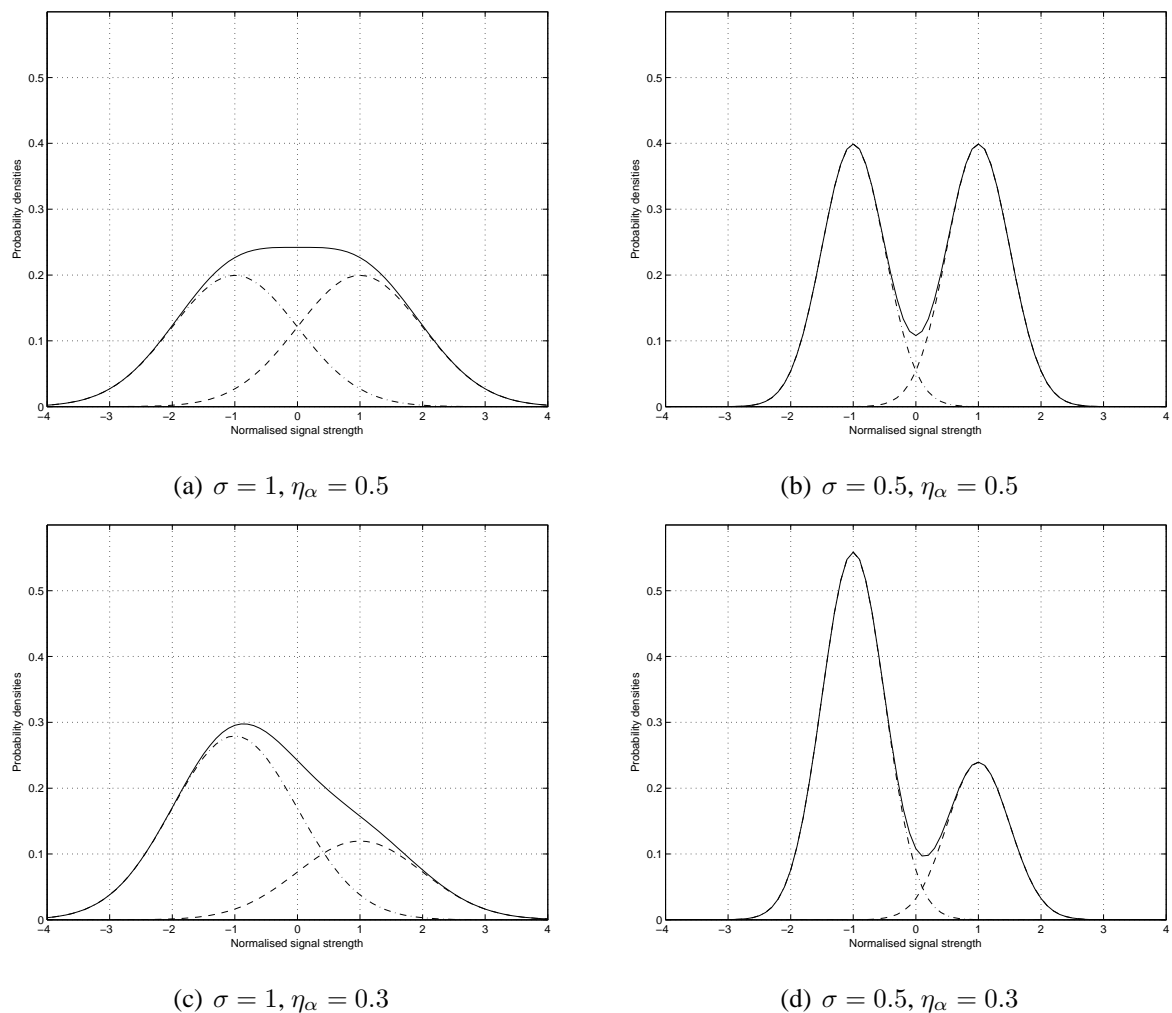 0.5
0.4
0.3
0.2
0.1
0
Probability densities
−4 −3 −2 −1 0 1 2 3 4
Normalised signal strength
(a) σ = 1, ηα = 0.5
0.5
0.4
0.3
0.2
0.1
0
Probability densities
−4 −3 −2 −1 0 1 2 3 4
Normalised signal strength
(b) σ = 0.5, ηα = 0.5
0.5
0.4
0.3
0.2
0.1
0
Probability densities
−4 −3 −2 −1 0 1 2 3 4
Normalised signal strength
(c) σ = 1, ηα = 0.3
0.5
0.4
0.3
0.2
0.1
0
Probability densities
−4 −3 −2 −1 0 1 2 3 4
Normalised signal strength
(d) σ = 0.5, ηα = 0.3